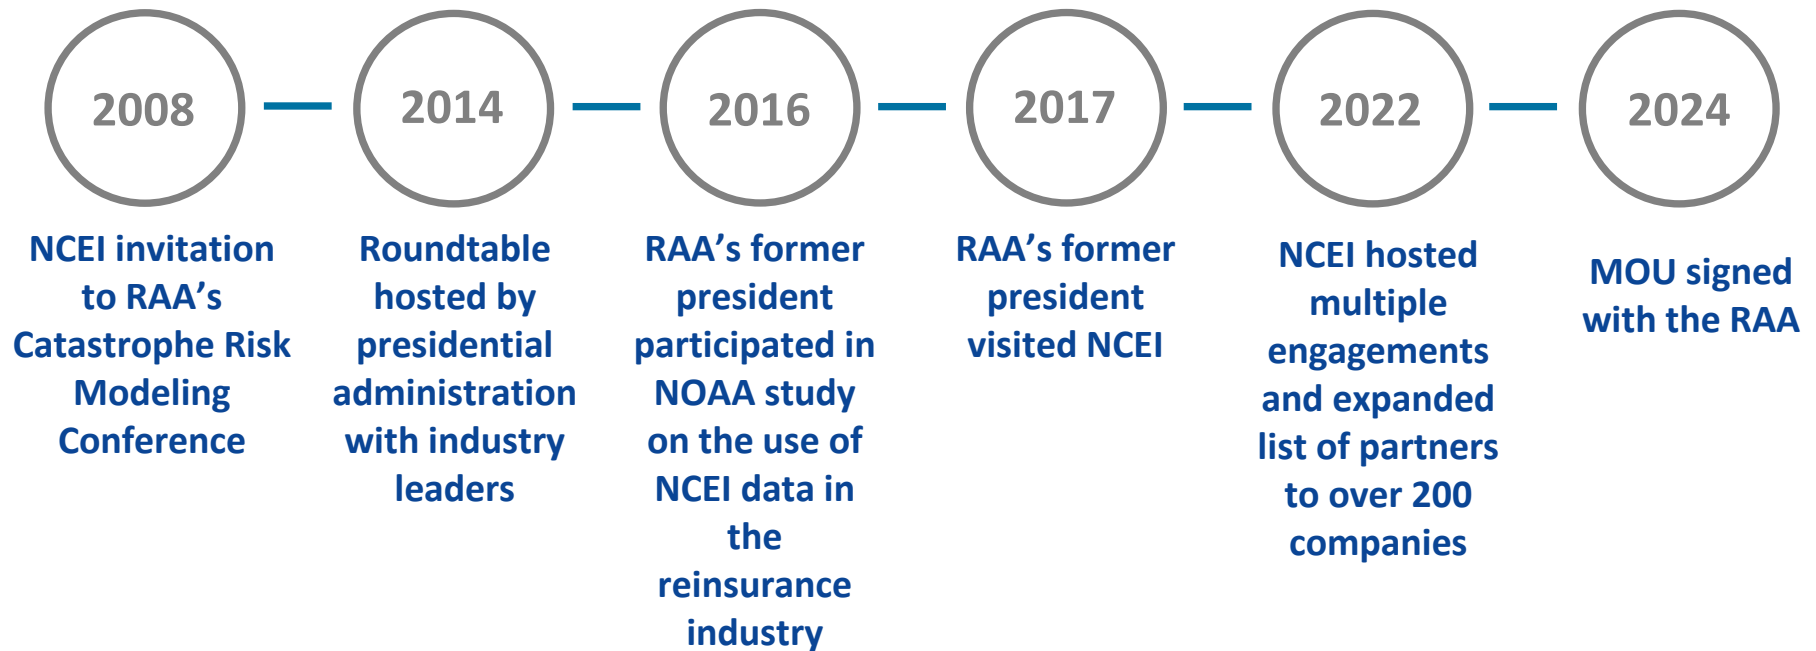 2008
NCEI invitation
to RAA’s
Catastrophe Risk
Modeling
Conference
2014
Roundtable
hosted by
presidential
administration
with industry
leaders
2016
RAA’s former
president
participated in
NOAA study
on the use of
NCEI data in
the
reinsurance
industry
2017
RAA’s former
president
visited NCEI
2022
NCEI hosted
multiple
engagements
and expanded
list of partners
to over 200
companies
2024
MOU signed
with the RAA